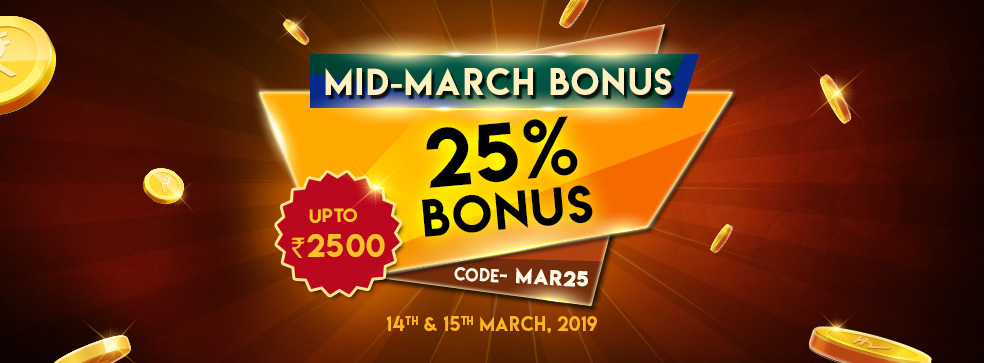 MID-MARCH BONUS
25%
BONUS
UPTO
₹2500
CODE- MAR25
14TH & 15TH MARCH, 2019